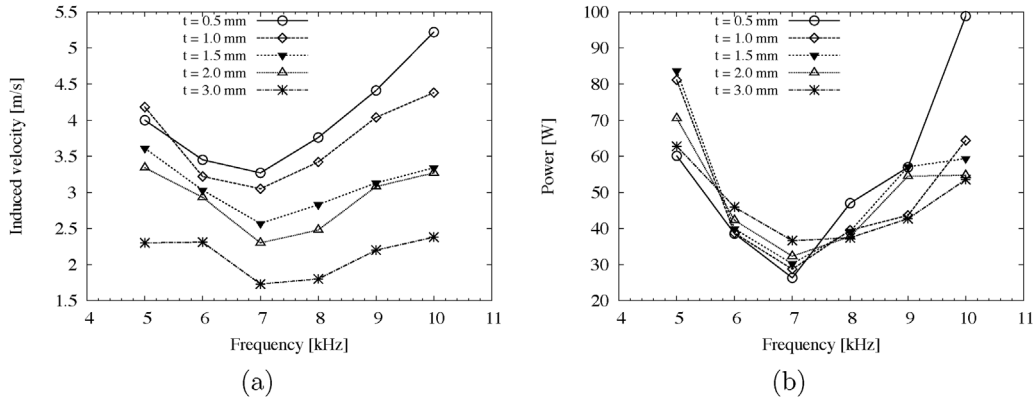 5.5
5
4.5
4
3.5
3
2.5
2
1.5
Induced velocity [m/s]
t = 0.5 mm
t = 1.0 mm
t = 1.5 mm
t = 2.0 mm
t = 3.0 mm
4 5 6 7 8 9 10 11
Frequency [kHz]
(a)
100
90
80
70
60
50
40
30
20
Power [W]
t = 0.5 mm
t = 1.0 mm
t = 1.5 mm
t = 2.0 mm
t = 3.0 mm
4 5 6 7 8 9 10 11
Frequency [kHz]
(b)